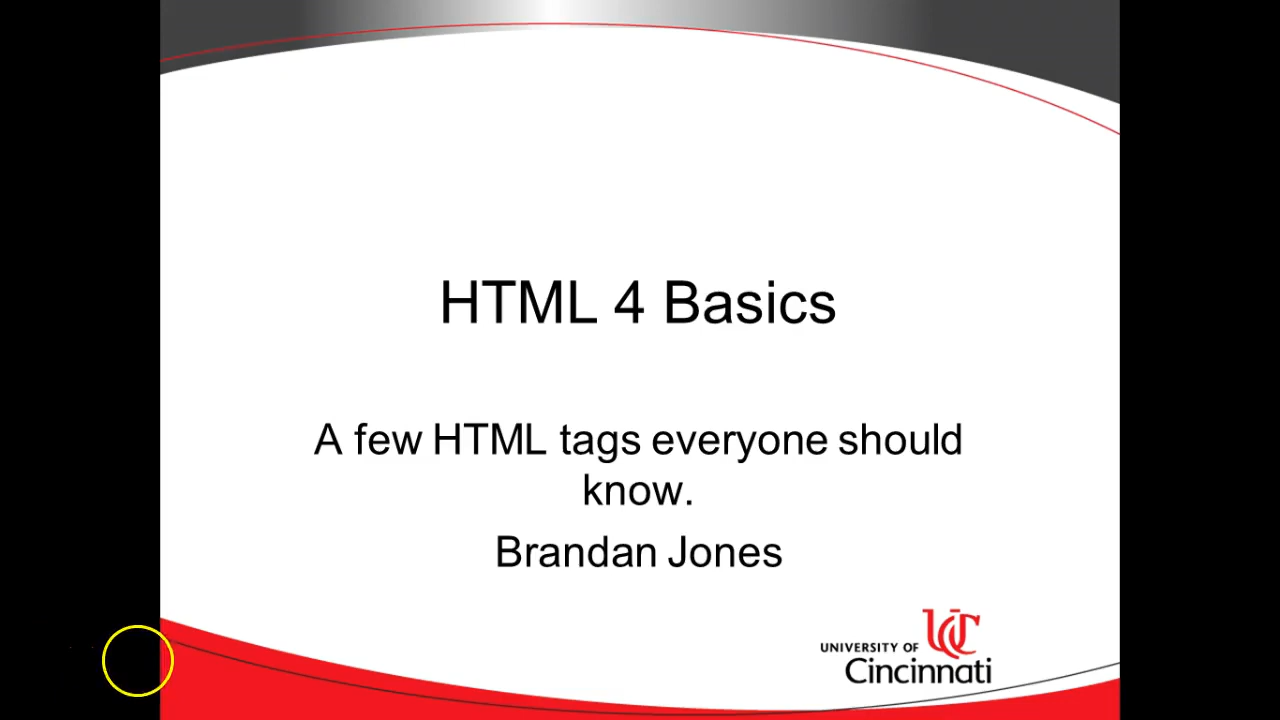 HTML 4 Basics
A few HTML tags everyone should
know.
Brandan Jones
UC
UNIVERSITY OF
Cincinnati